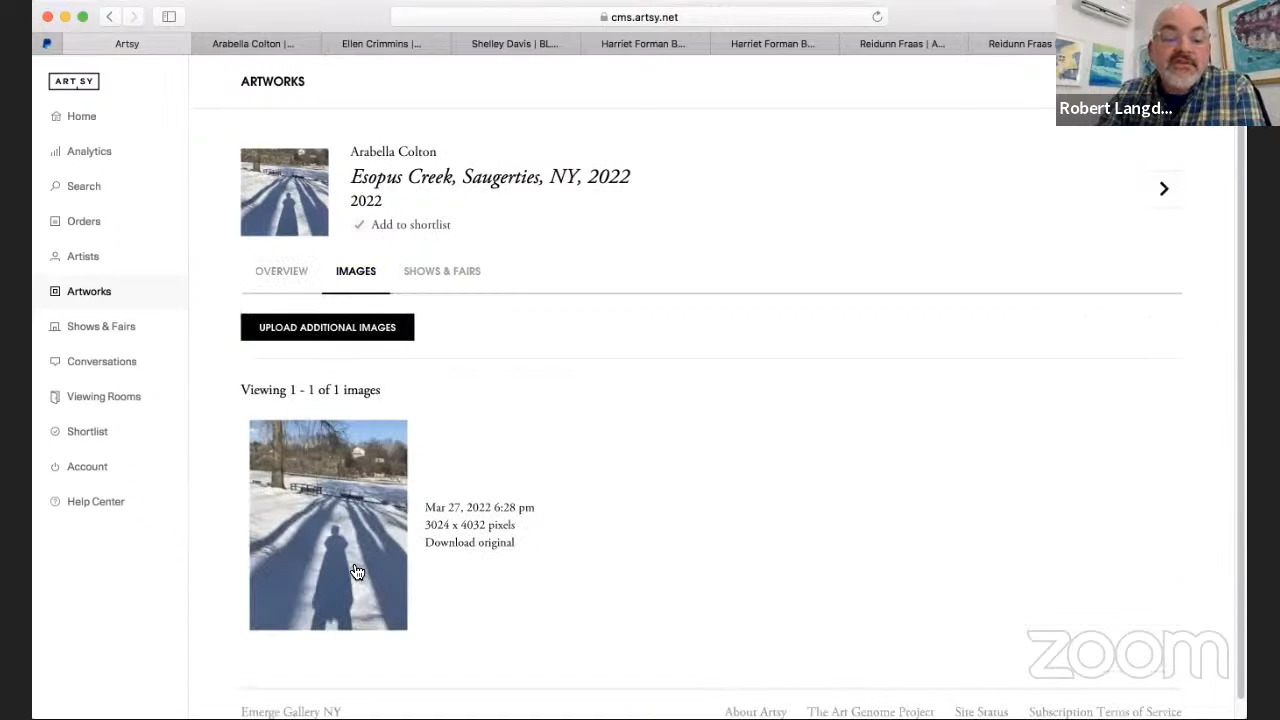 cms.artsy.net
Artsy
Arabella Colton |...
Ellen Crimmins |...
Shelley Davis | BL...
Harriet Forman B...
Harriet Forman B...
Reidunn Fraas | A...
Reidunn Fraas
Robert Langd...
ARTSY
Home
Analytics
Search
Orders
Artists
Artworks
Shows & Fairs
Conversations
Viewing Rooms
Shortlist
Account
Help Center
ARTWORKS
Arabella Colton
Esopus Creek, Saugerties, NY, 2022
2022
Add to shortlist
OVERVIEW
IMAGES
SHOWS & FAIRS
UPLOAD ADDITIONAL IMAGES
Viewing 1 - 1 of 1 images
Mar 27, 2022 6:28 pm
3024 x 4032 pixels
Download original
zoom
Emerge Gallery NY
About Artsy
The Art Genome Project
Site Status
Subscription Terms of Service